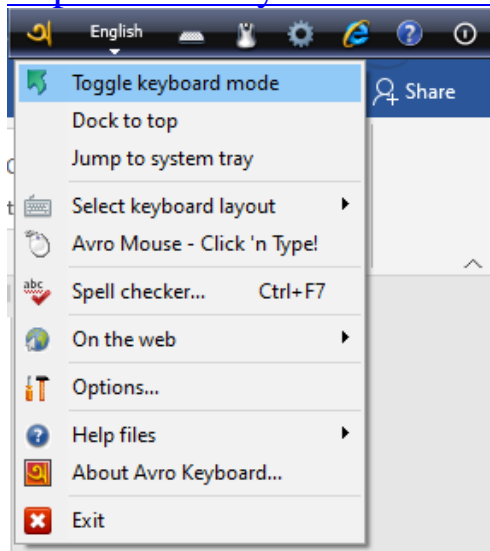 অ English
Share
Toggle keyboard mode
Dock to top
Jump to system tray
Select keyboard layout
Avro Mouse - Click 'n Type!
abc
Spell checker... Ctrl+F7
On the web
Options...
Help files
About Avro Keyboard...
Exit